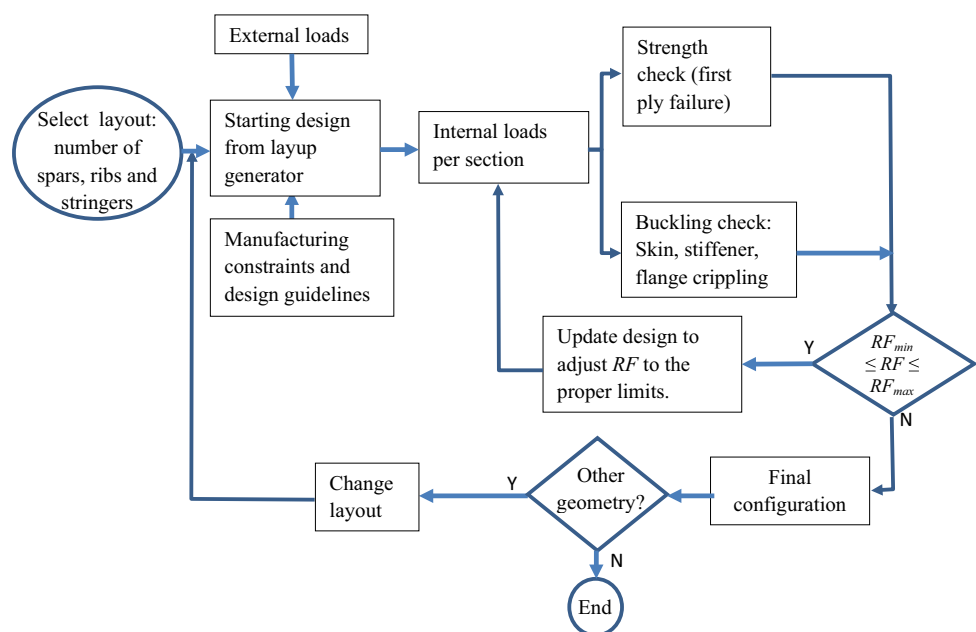 External loads
Select layout:
number of
spars, ribs and
stringers
Starting design
from layup
generator
Manufacturing
constraints and
design guidelines
Internal loads
per section
Strength
check (first
ply failure)
Buckling check:
Skin, stiffener,
flange crippling
RFmin
≤ RF ≤
RFmax
Y
N
Update design to
adjust RF to the
proper limits.
Final
configuration
Other
geometry?
Y
N
Change
layout
End